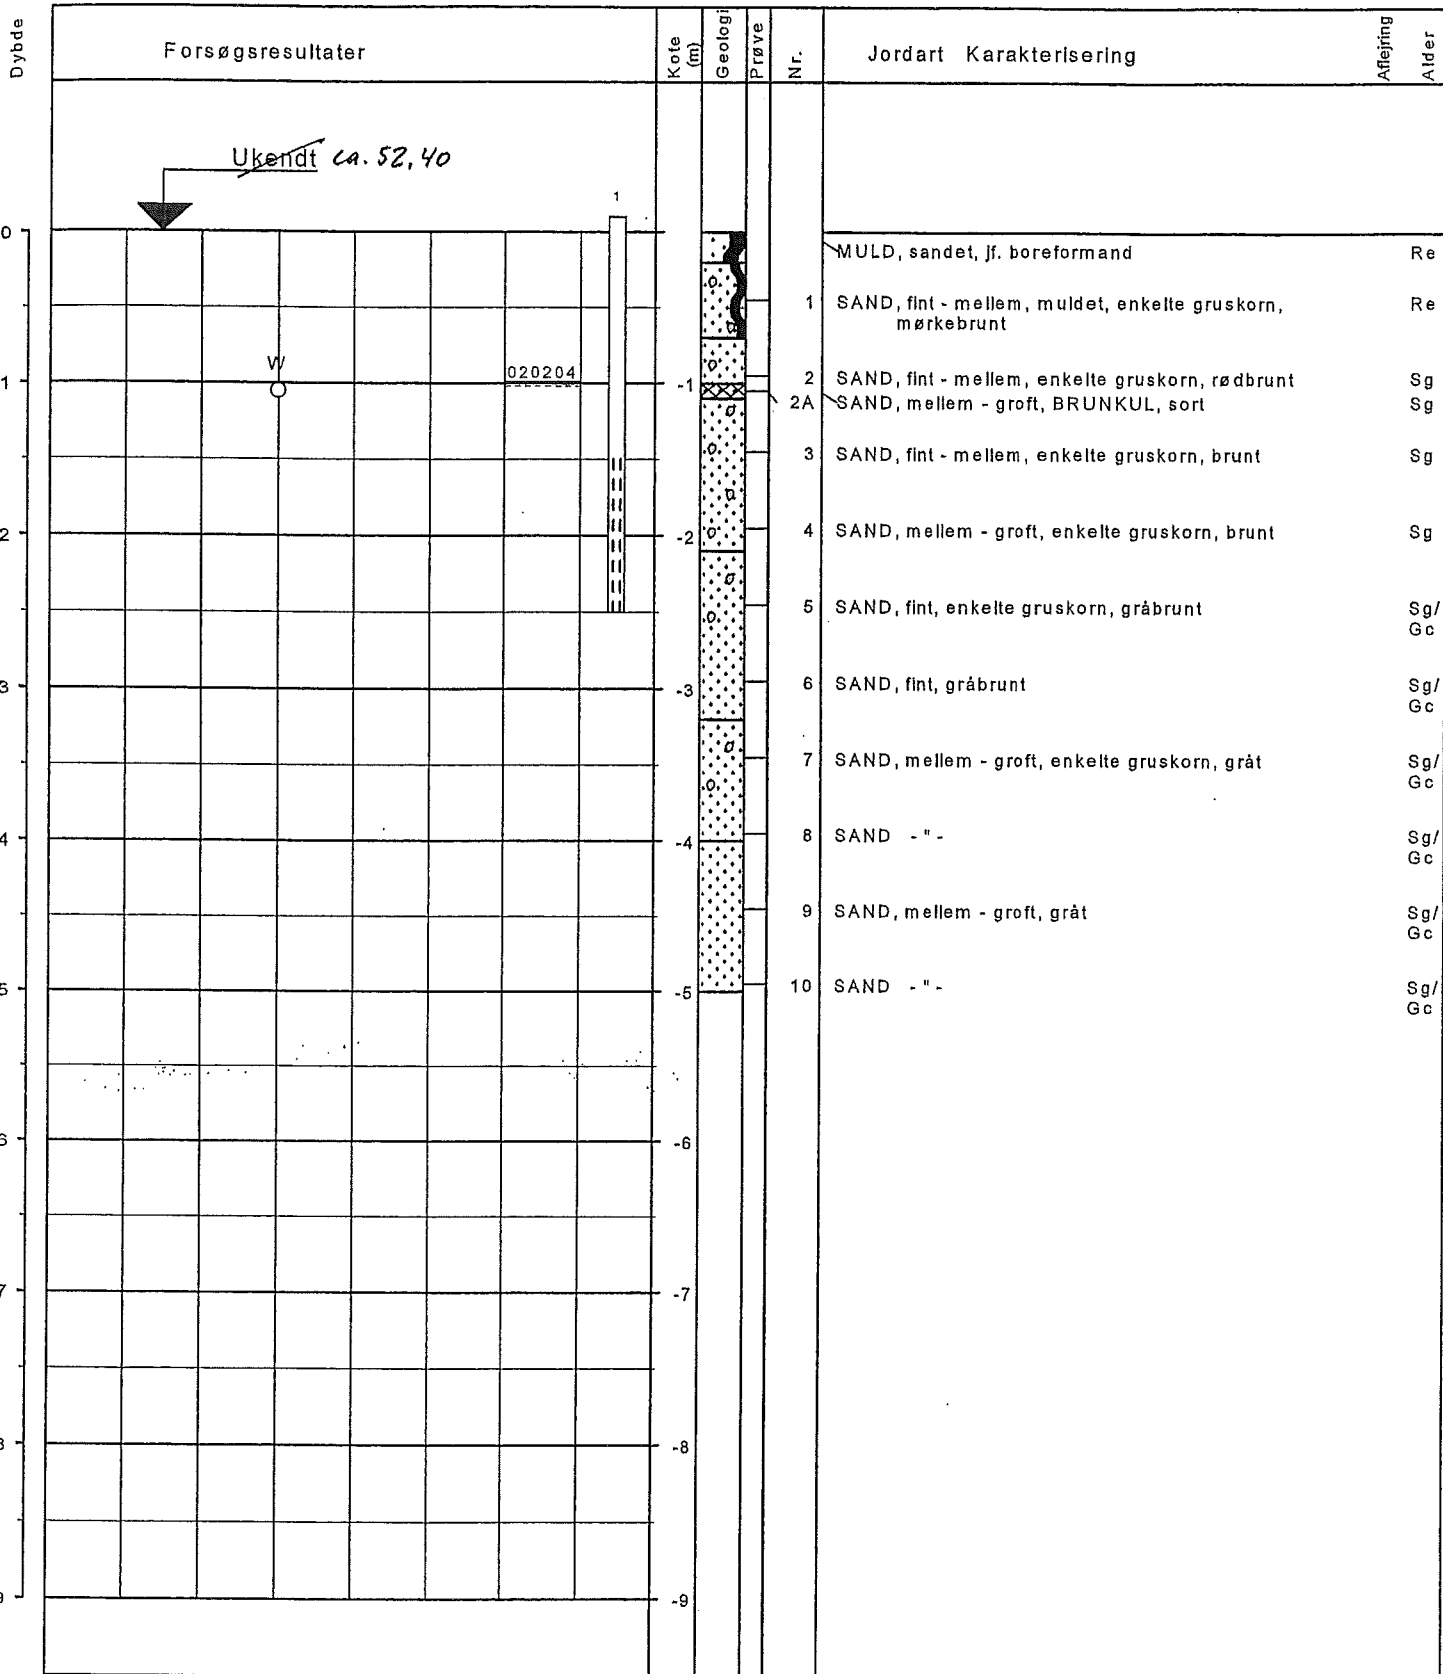 Dybde
Forsøgsresultater
Kote (m)
Geologi
Prøve
Nr.
Jordart Karakterisering
Aflejring
Alder
Ukendt ca. 52,40
1
0
MULD, sandet, jf. boreformand Re
1 SAND, fint - mellem, muldet, enkelte gruskorn, Re
mørkebrunt
W
020204
1 -1
2 SAND, fint - mellem, enkelte gruskorn, rødbrunt Sg
2A SAND, mellem - groft, BRUNKUL, sort Sg
3 SAND, fint - mellem, enkelte gruskorn, brunt Sg
2 -2
4 SAND, mellem - groft, enkelte gruskorn, brunt Sg
5 SAND, fint, enkelte gruskorn, gråbrunt Sg/
Gc
3 -3
6 SAND, fint, gråbrunt Sg/
Gc
7 SAND, mellem - groft, enkelte gruskorn, gråt Sg/
Gc
4 -4
8 SAND - " - Sg/
Gc
9 SAND, mellem - groft, gråt Sg/
Gc
5 -5
10 SAND - " - Sg/
Gc
6 -6
7 -7
8 -8
9 -9